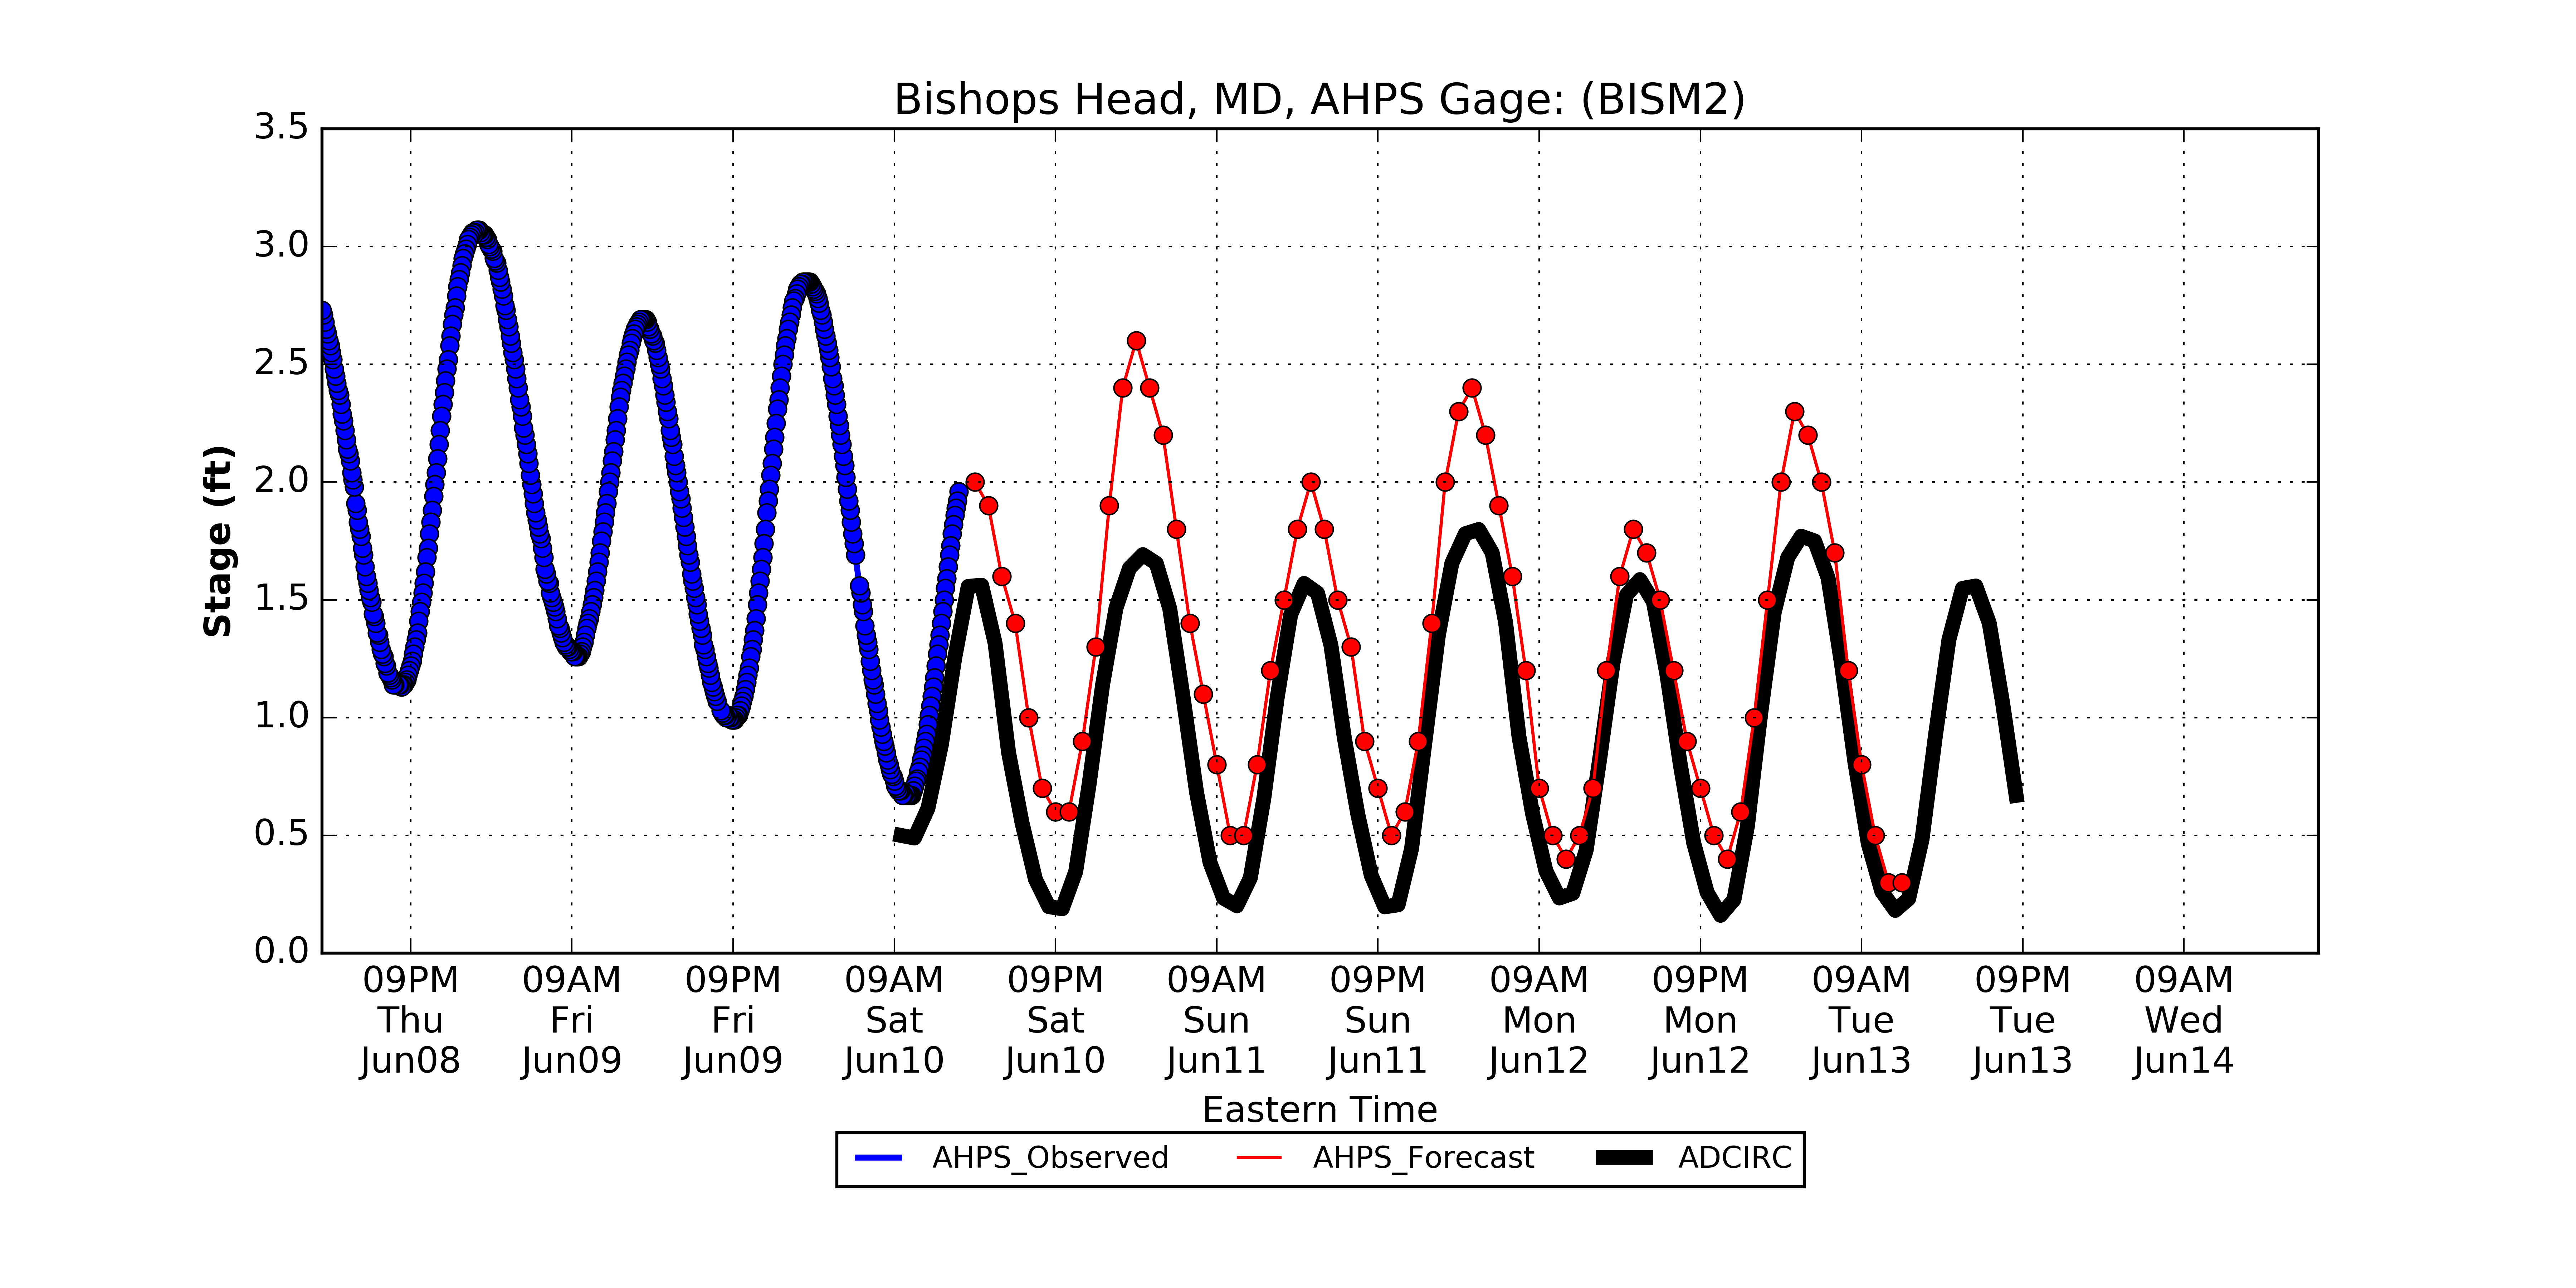 Bishops Head, MD, AHPS Gage: (BISM2)
3.5
3.0
2.5
2.0
1.5
1.0
0.5
0.0
Stage (ft)
09PM 09AM 09PM 09AM 09PM 09AM 09PM 09AM 09PM 09AM 09PM 09AM
Thu Fri Fri Sat Sat Sun Sun Mon Mon Tue Tue Wed
Jun08 Jun09 Jun09 Jun10 Jun10 Jun11 Jun11 Jun12 Jun12 Jun13 Jun13 Jun14
Eastern Time
AHPS_Observed AHPS_Forecast ADCIRC